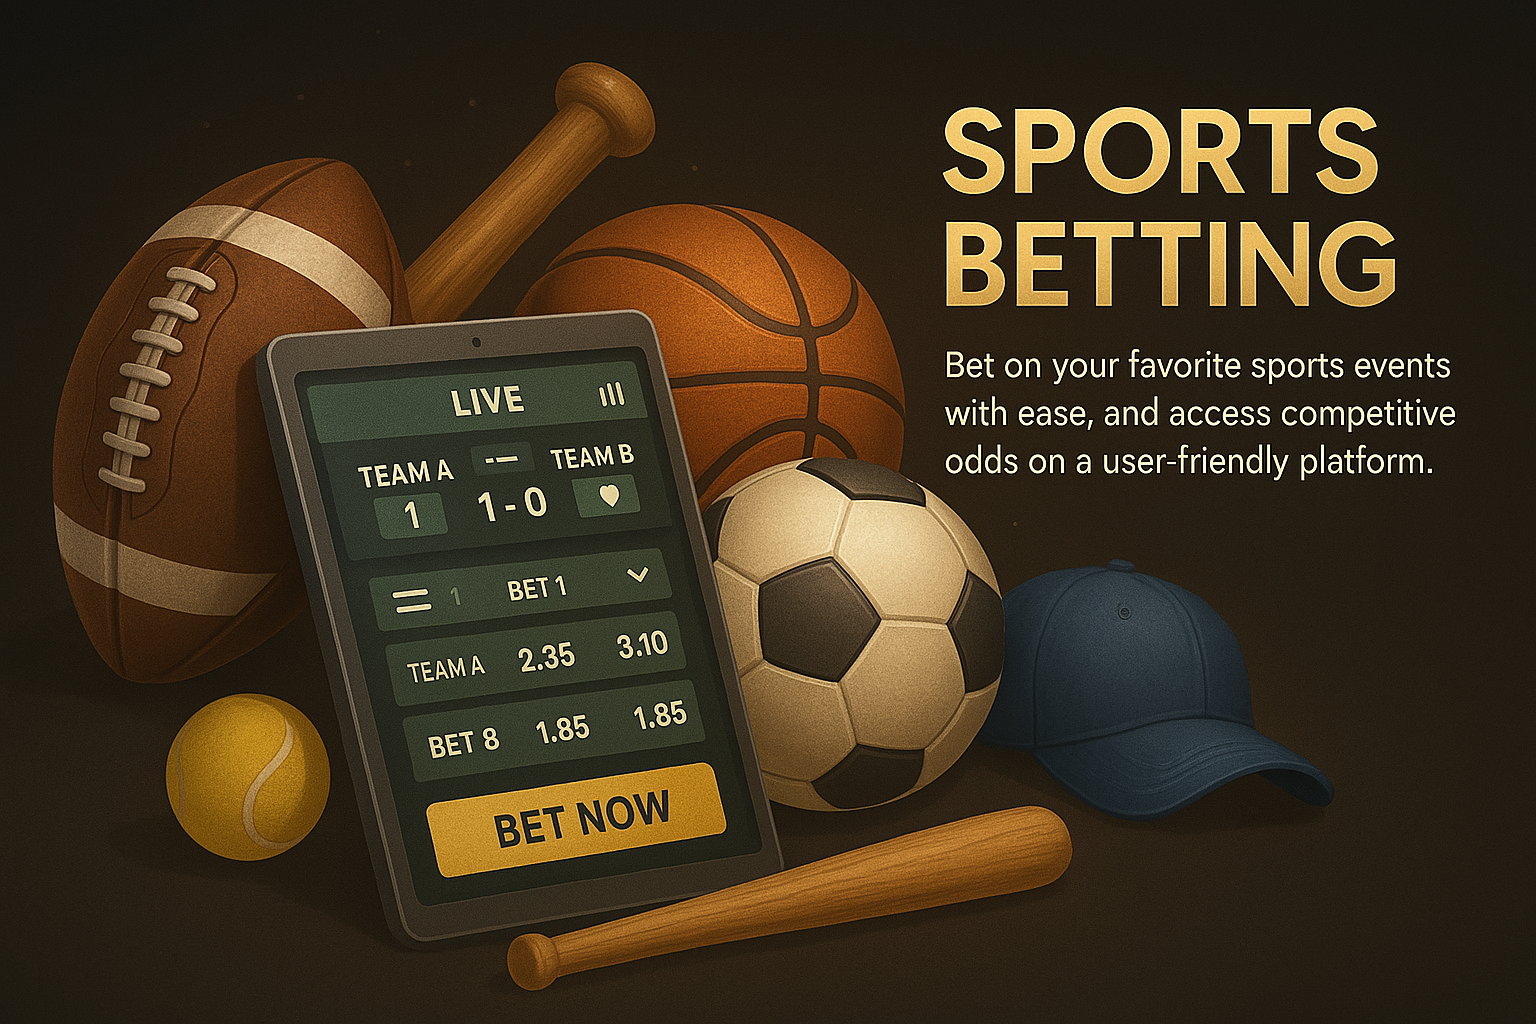 SPORTS
BETTING
Bet on your favorite sports events
with ease, and access competitive
odds on a user-friendly platform.
LIVE
TEAM A TEAM B
1 1-0
1 BET 1
TEAM A 2.35 3.10
BET 8 1.85 1.85
BET NOW